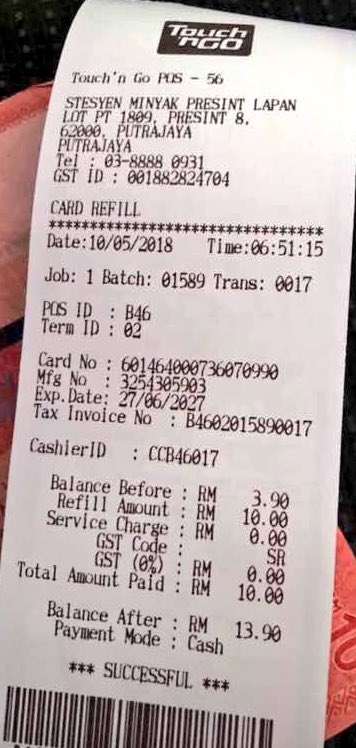 Touch
'nGO
Touch'n Go POS - 56
STESYEN MINYAK PRESINT LAPAN
LOT PT 1809, PRESINT 8,
62000, PUTRAJAYA
PUTRAJAYA
Tel : 03-8888 0931
GST ID : 001882824704
CARD REFILL
********************************
Date:10/05/2018 Time:06:51:15
Job: 1 Batch: 01589 Trans: 0017
POS ID : B46
Term ID : 02
Card No : 601464000736070990
Mfg No : 3254305903
Exp.Date: 27/06/2027
Tax Invoice No : B4602015890017
CashierID : CCB46017
Balance Before : RM 3.90
Refill Amount : RM 10.00
Service Charge : RM 0.00
GST Code : SR
GST (0%) : RM 0.00
Total Amount Paid : RM 10.00
Balance After : RM 13.90
Payment Mode : Cash
*** SUCCESSFUL ***